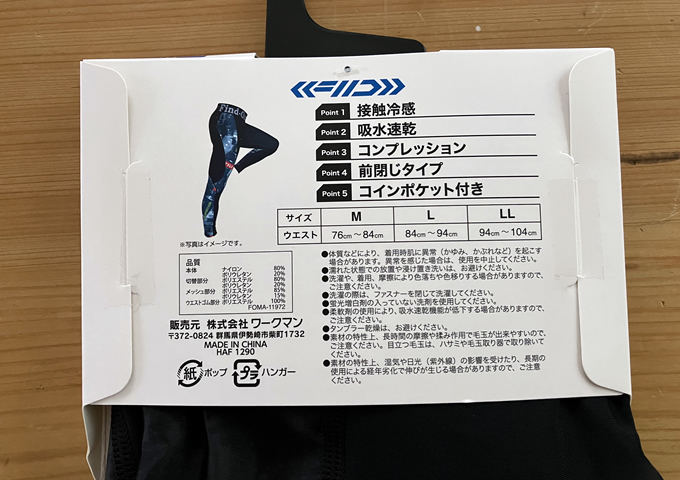 Find-Out
Point 1 接触冷感
Point 2 吸水速乾
Point 3 コンプレッション
Point 4 前閉じタイプ
Point 5 コインポケット付き
サイズ M L LL
ウエスト 76cm～84cm 84cm～94cm 94cm～104cm
※写真はイメージです。
品質
本体 ナイロン 80%
ポリウレタン 20%
切替部分 ポリエステル 80%
ポリウレタン 20%
メッシュ部分 ポリエステル 85%
ポリウレタン 15%
ウエストゴム部分 ポリエステル 100%
FOMA-11972
販売元 株式会社 ワークマン
〒372-0824 群馬県伊勢崎市柴町1732
MADE IN CHINA
HAF 1290
紙 ポップ プラ ハンガー
●体質などにより、着用時肌に異常（かゆみ、かぶれなど）を起こす
場合があります。異常を感じた場合は、使用を中止してください。
●濡れた状態での放置や浸け置き洗いは、お避けください。
●洗濯や、着用、摩擦により色落ちや色移りする場合がありますので、
ご注意ください。
●洗濯の際は、ファスナーを閉じて洗濯してください。
●蛍光増白剤の入っていない洗剤を使用してください。
●柔軟剤の使用により、吸水速乾機能が低下する場合がありますので、
ご注意ください。
●タンブラー乾燥は、お避けください。
●素材の特性上、長時間の摩擦や揉み作用で毛玉が出来やすいので、
ご注意ください。目立つ毛玉は、ハサミや毛玉取り器で取り除いて
ください。
●素材の特性上、湿気や日光（紫外線）の影響を受けたり、長期の
使用による経年劣化で伸びが生じる場合がありますので、ご注意
ください。